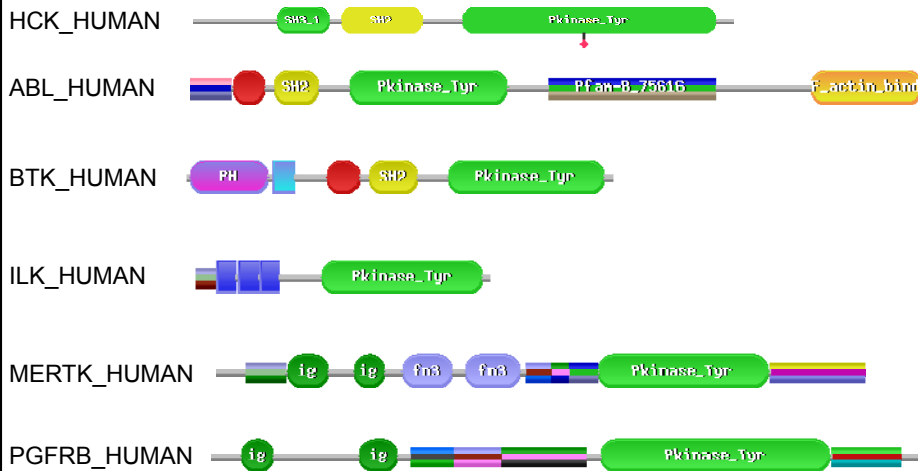 HCK_HUMAN SH3_1 SH2 Pkinase_Tyr
ABL_HUMAN SH2 Pkinase_Tyr Pfam-B_75616 F_actin_bind
BTK_HUMAN PH SH2 Pkinase_Tyr
ILK_HUMAN Pkinase_Tyr
MERTK_HUMAN ig ig fn3 fn3 Pkinase_Tyr
PGFRB_HUMAN ig ig Pkinase_Tyr